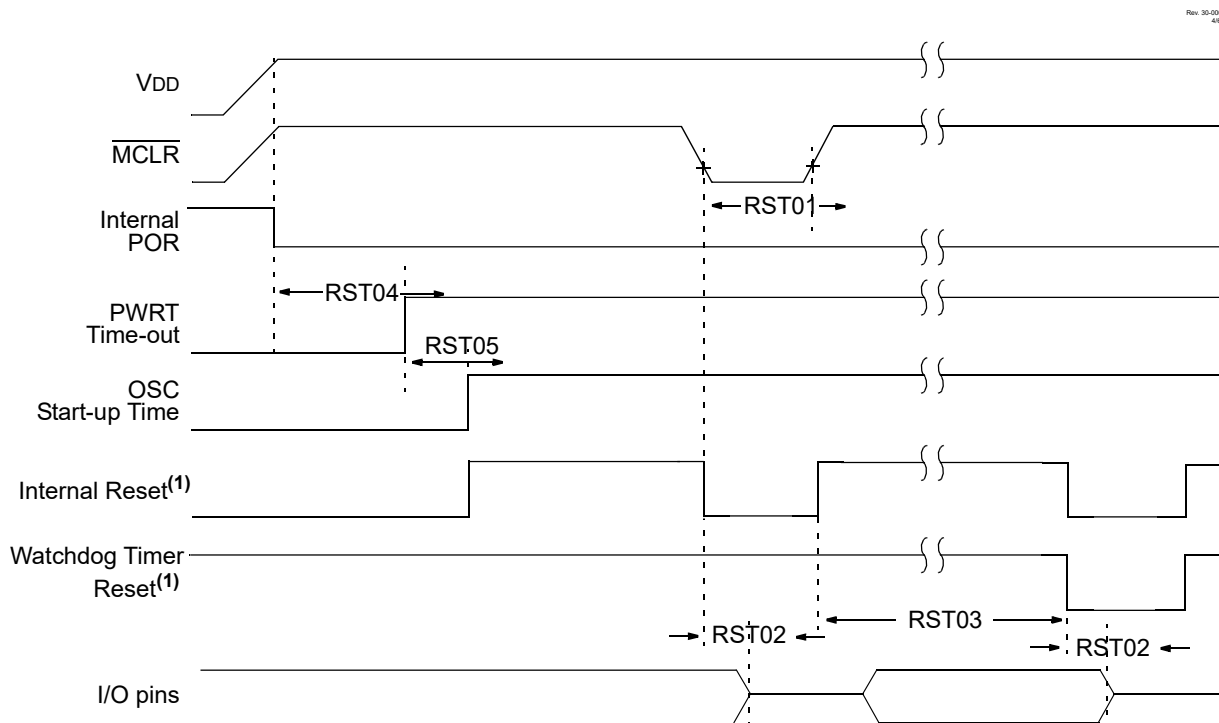 Rev. 30-00
4/
VDD
MCLR
RST01
Internal
POR
RST04
PWRT
Time-out
RST05
OSC
Start-up Time
Internal Reset(1)
Watchdog Timer
Reset(1)
RST02
RST03
RST02
I/O pins